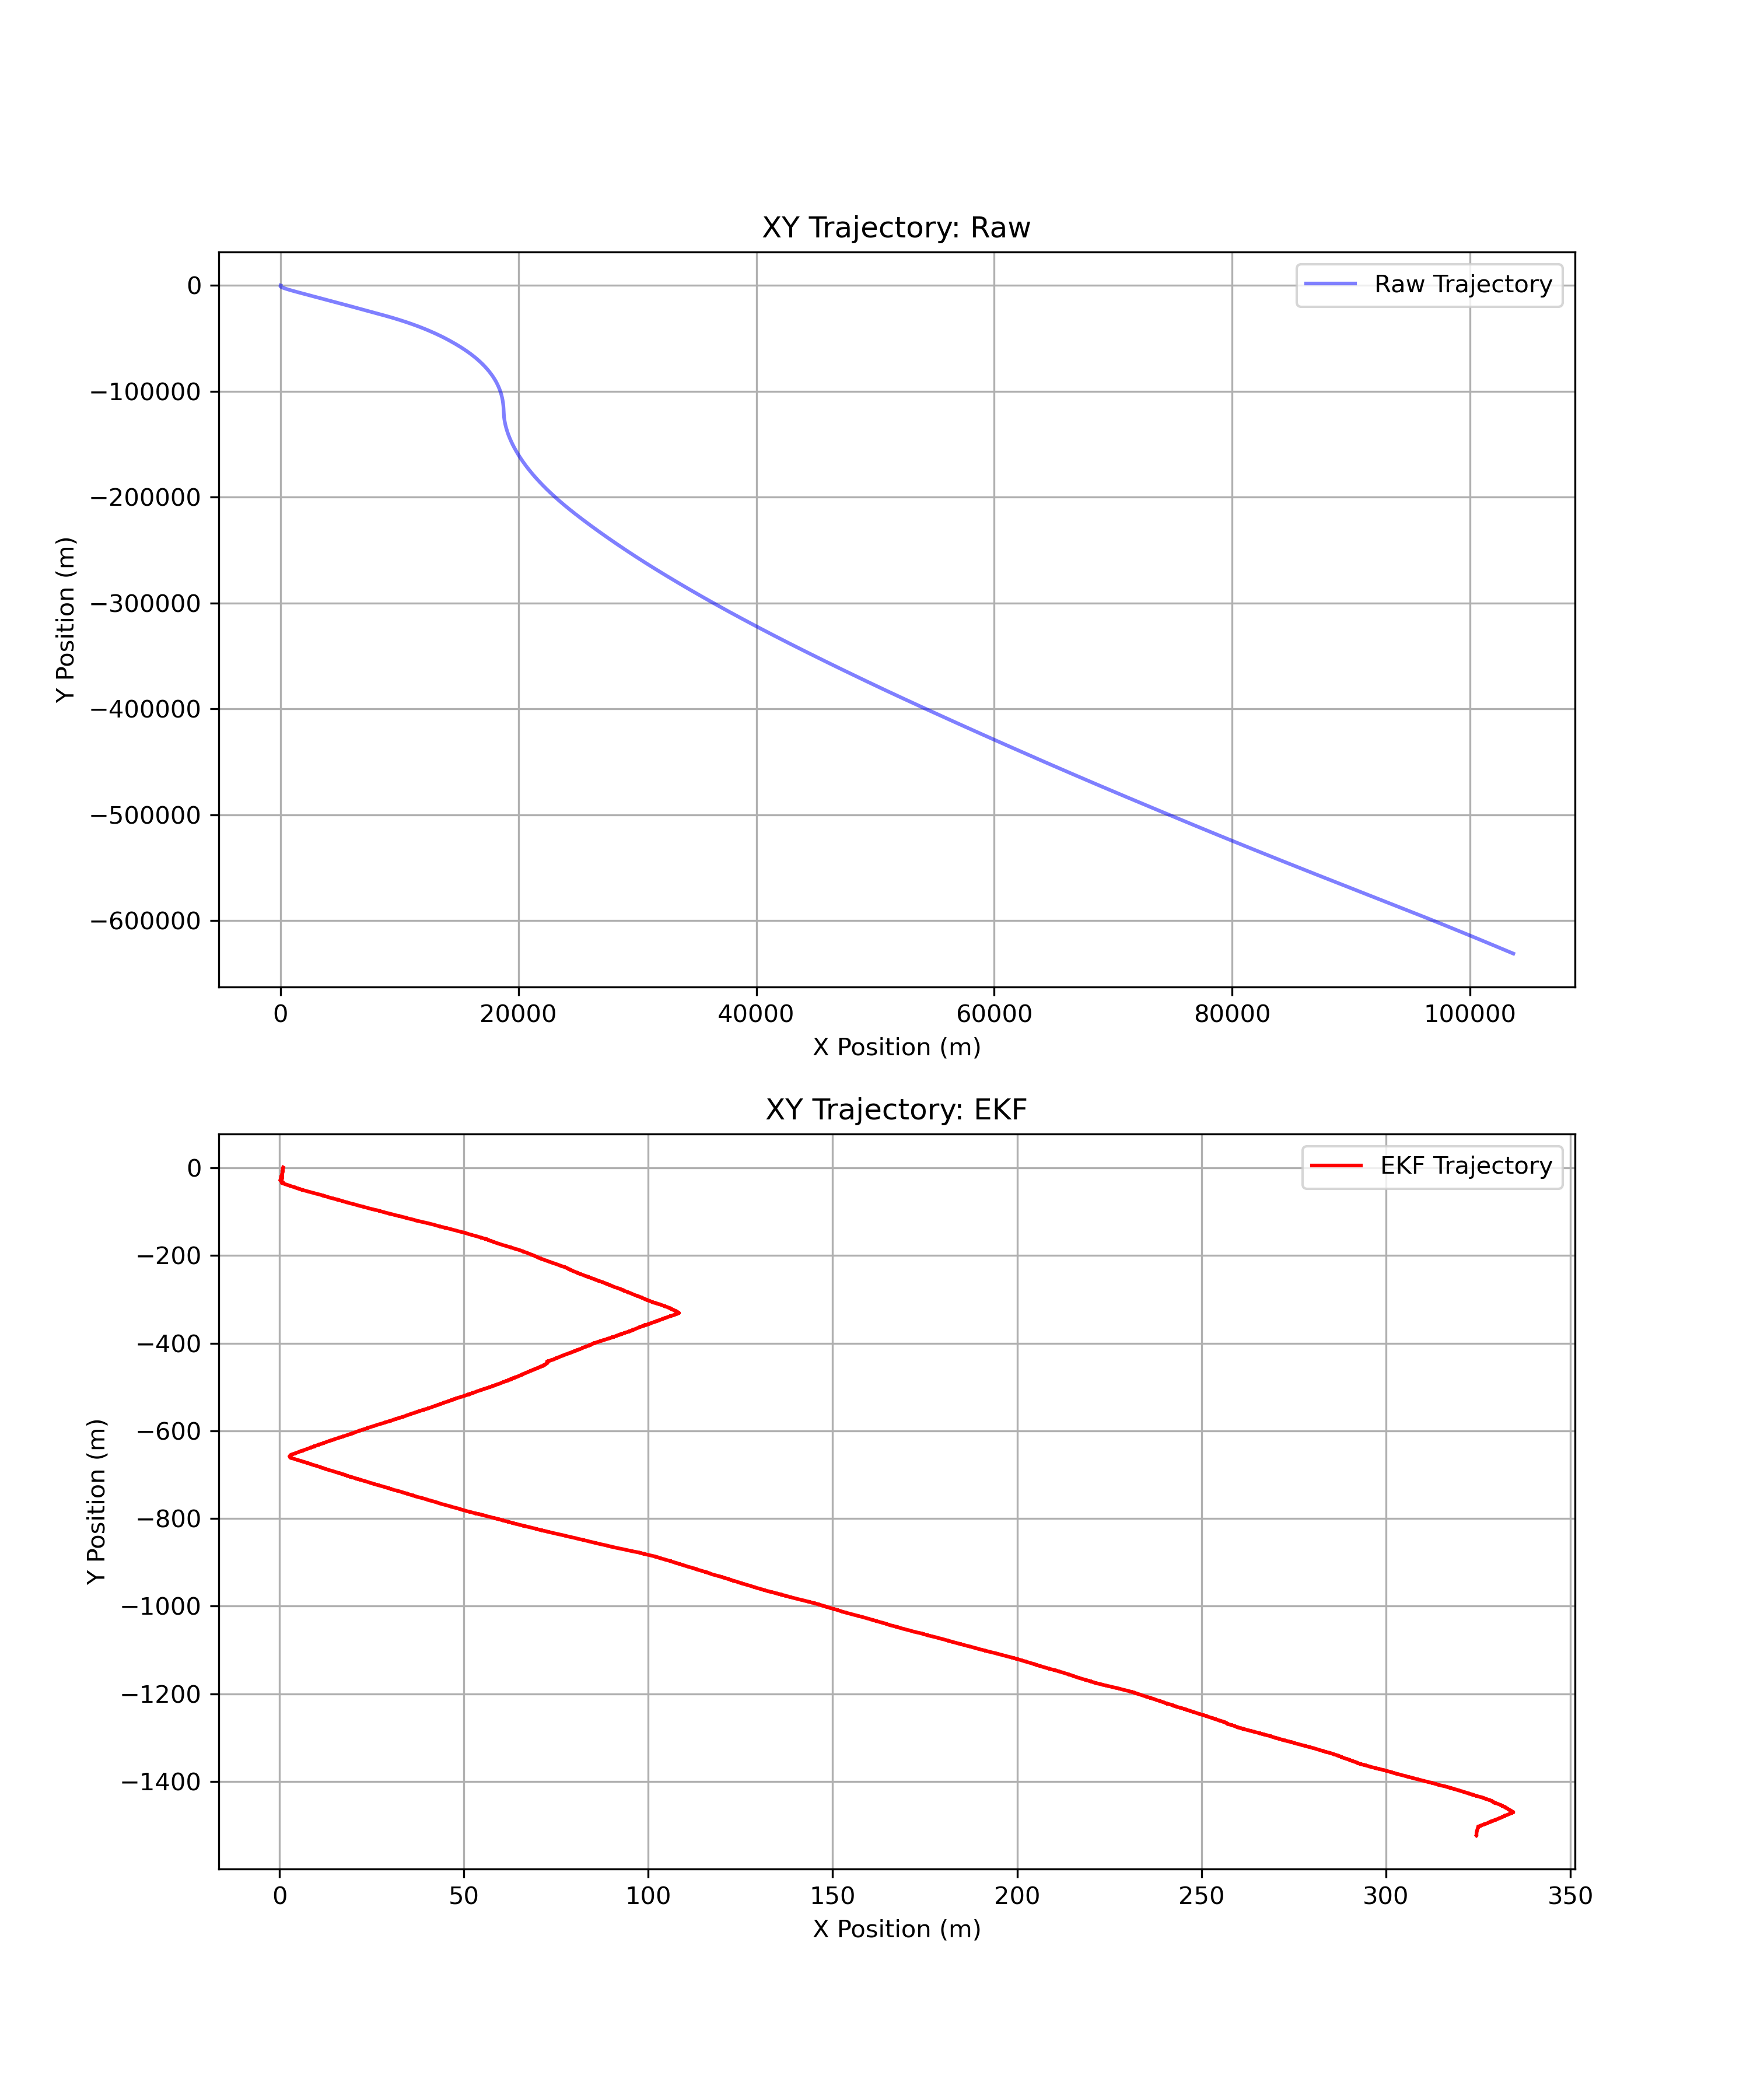 XY Trajectory: Raw
Raw Trajectory
0
−100000
−200000
−300000
−400000
−500000
−600000
Y Position (m)
0 20000 40000 60000 80000 100000
X Position (m)
XY Trajectory: EKF
EKF Trajectory
0
−200
−400
−600
−800
−1000
−1200
−1400
Y Position (m)
0 50 100 150 200 250 300 350
X Position (m)